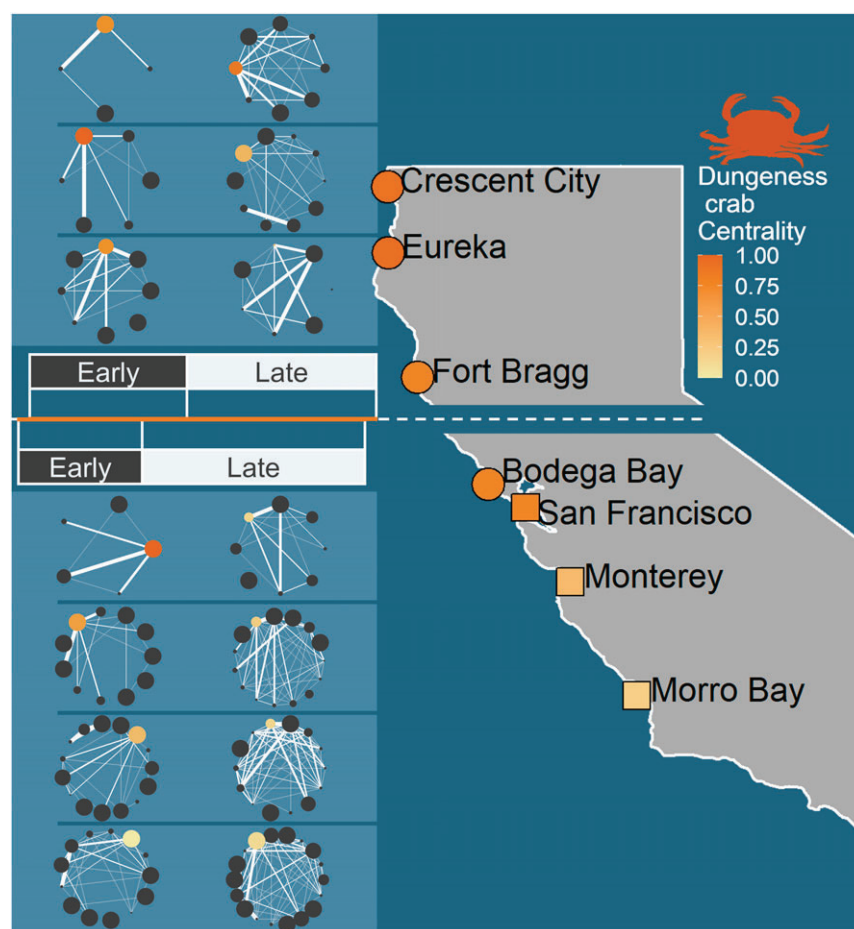 Crescent City
Dungeness
crab
Centrality
Eureka
1.00
0.75
0.50
0.25
0.00
Early
Late
Fort Bragg
Early
Late
Bodega Bay
San Francisco
Monterey
Morro Bay